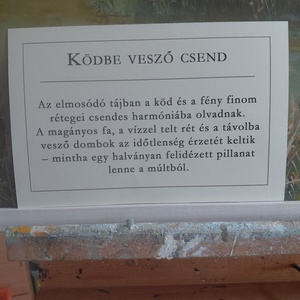 Ködbe vesző csend
Az elmosódó tájban a köd és a fény finom
rétegei csendes harmóniába olvadnak.
A magányos fa, a vízzel telt rét és a távolba
vesző dombok az időtlenség érzetét keltik
– mintha egy halványan felidézett pillanat
lenne a múltból.